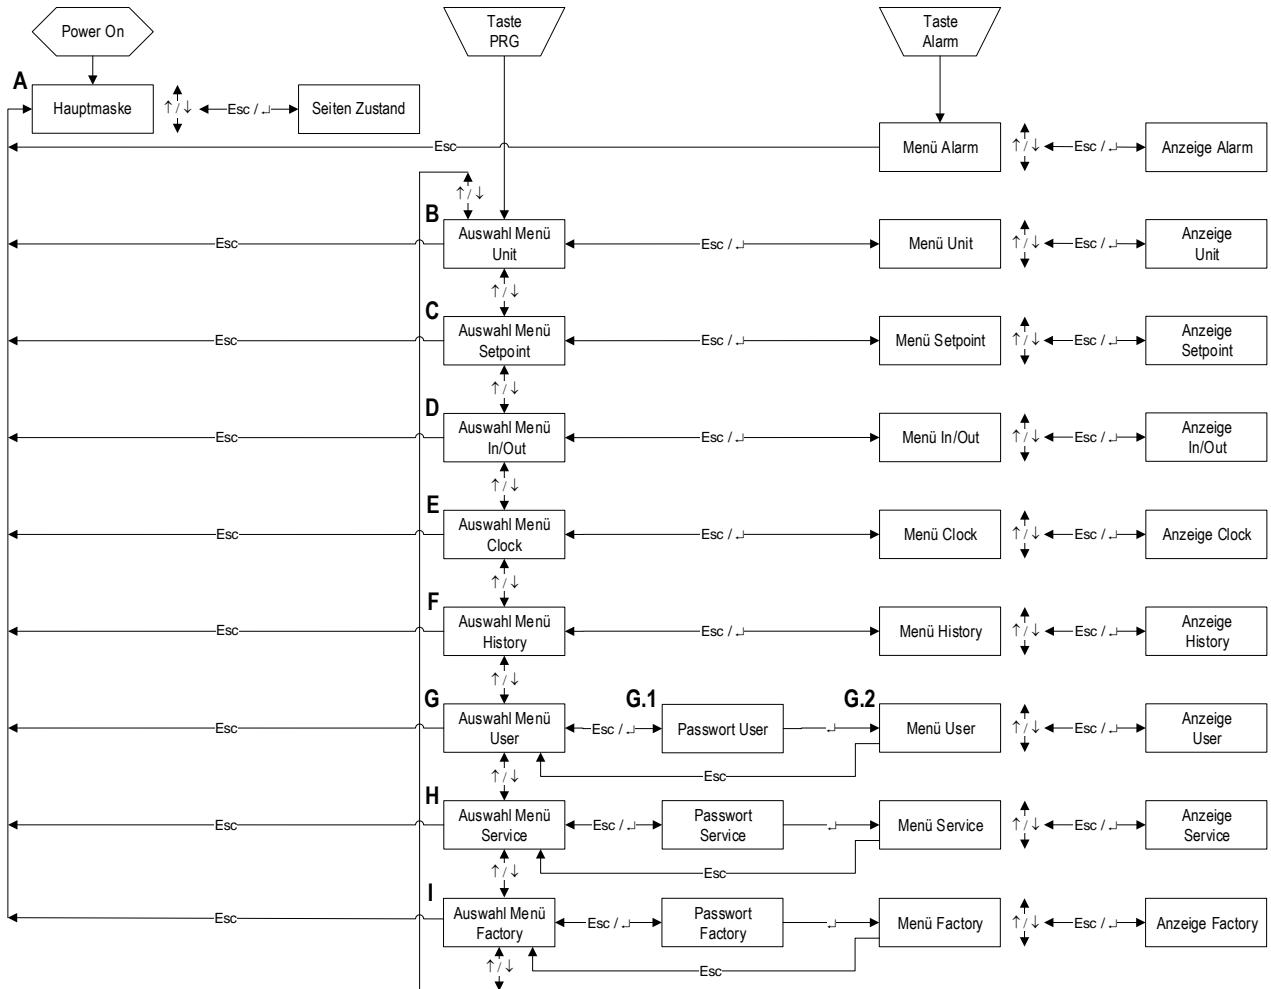 Power On
Taste
PRG
Taste
Alarm
A
Hauptmaske
↑/↓
Esc / ↵
Seiten Zustand
Esc
Menü Alarm
↑/↓
Esc / ↵
Anzeige Alarm
↑/↓
B
Esc
Auswahl Menü
Unit
Esc / ↵
Menü Unit
↑/↓
Esc / ↵
Anzeige
Unit
↑/↓
C
Esc
Auswahl Menü
Setpoint
Esc / ↵
Menü Setpoint
↑/↓
Esc / ↵
Anzeige
Setpoint
↑/↓
D
Esc
Auswahl Menü
In/Out
Esc / ↵
Menü In/Out
↑/↓
Esc / ↵
Anzeige
In/Out
↑/↓
E
Esc
Auswahl Menü
Clock
Esc / ↵
Menü Clock
↑/↓
Esc / ↵
Anzeige Clock
↑/↓
F
Esc
Auswahl Menü
History
Esc / ↵
Menü History
↑/↓
Esc / ↵
Anzeige
History
↑/↓
G
Esc
Auswahl Menü
User
Esc / ↵
G.1
Passwort User
↵
G.2
Menü User
↑/↓
Esc / ↵
Anzeige
User
Esc
↑/↓
H
Esc
Auswahl Menü
Service
Esc / ↵
Passwort
Service
↵
Menü Service
↑/↓
Esc / ↵
Anzeige
Service
Esc
↑/↓
I
Esc
Auswahl Menü
Factory
Esc / ↵
Passwort
Factory
↵
Menü Factory
↑/↓
Esc / ↵
Anzeige Factory
Esc
↑/↓